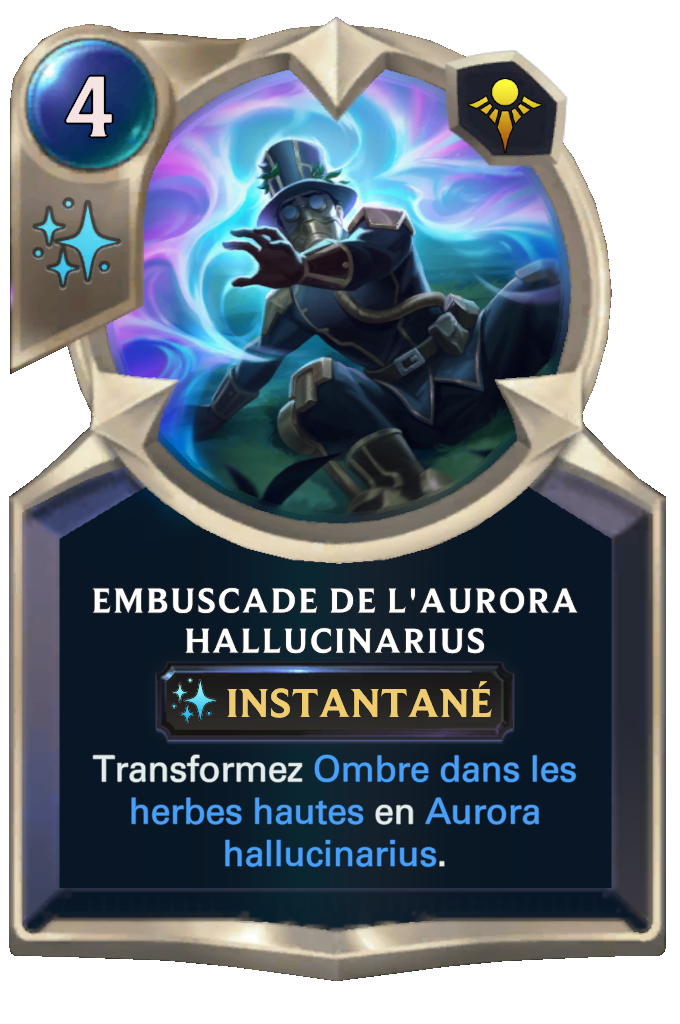 4
EMBUSCADE DE L'AURORA
HALLUCINARIUS
INSTANTANÉ
Transformez Ombre dans les
herbes hautes en Aurora
hallucinarius.